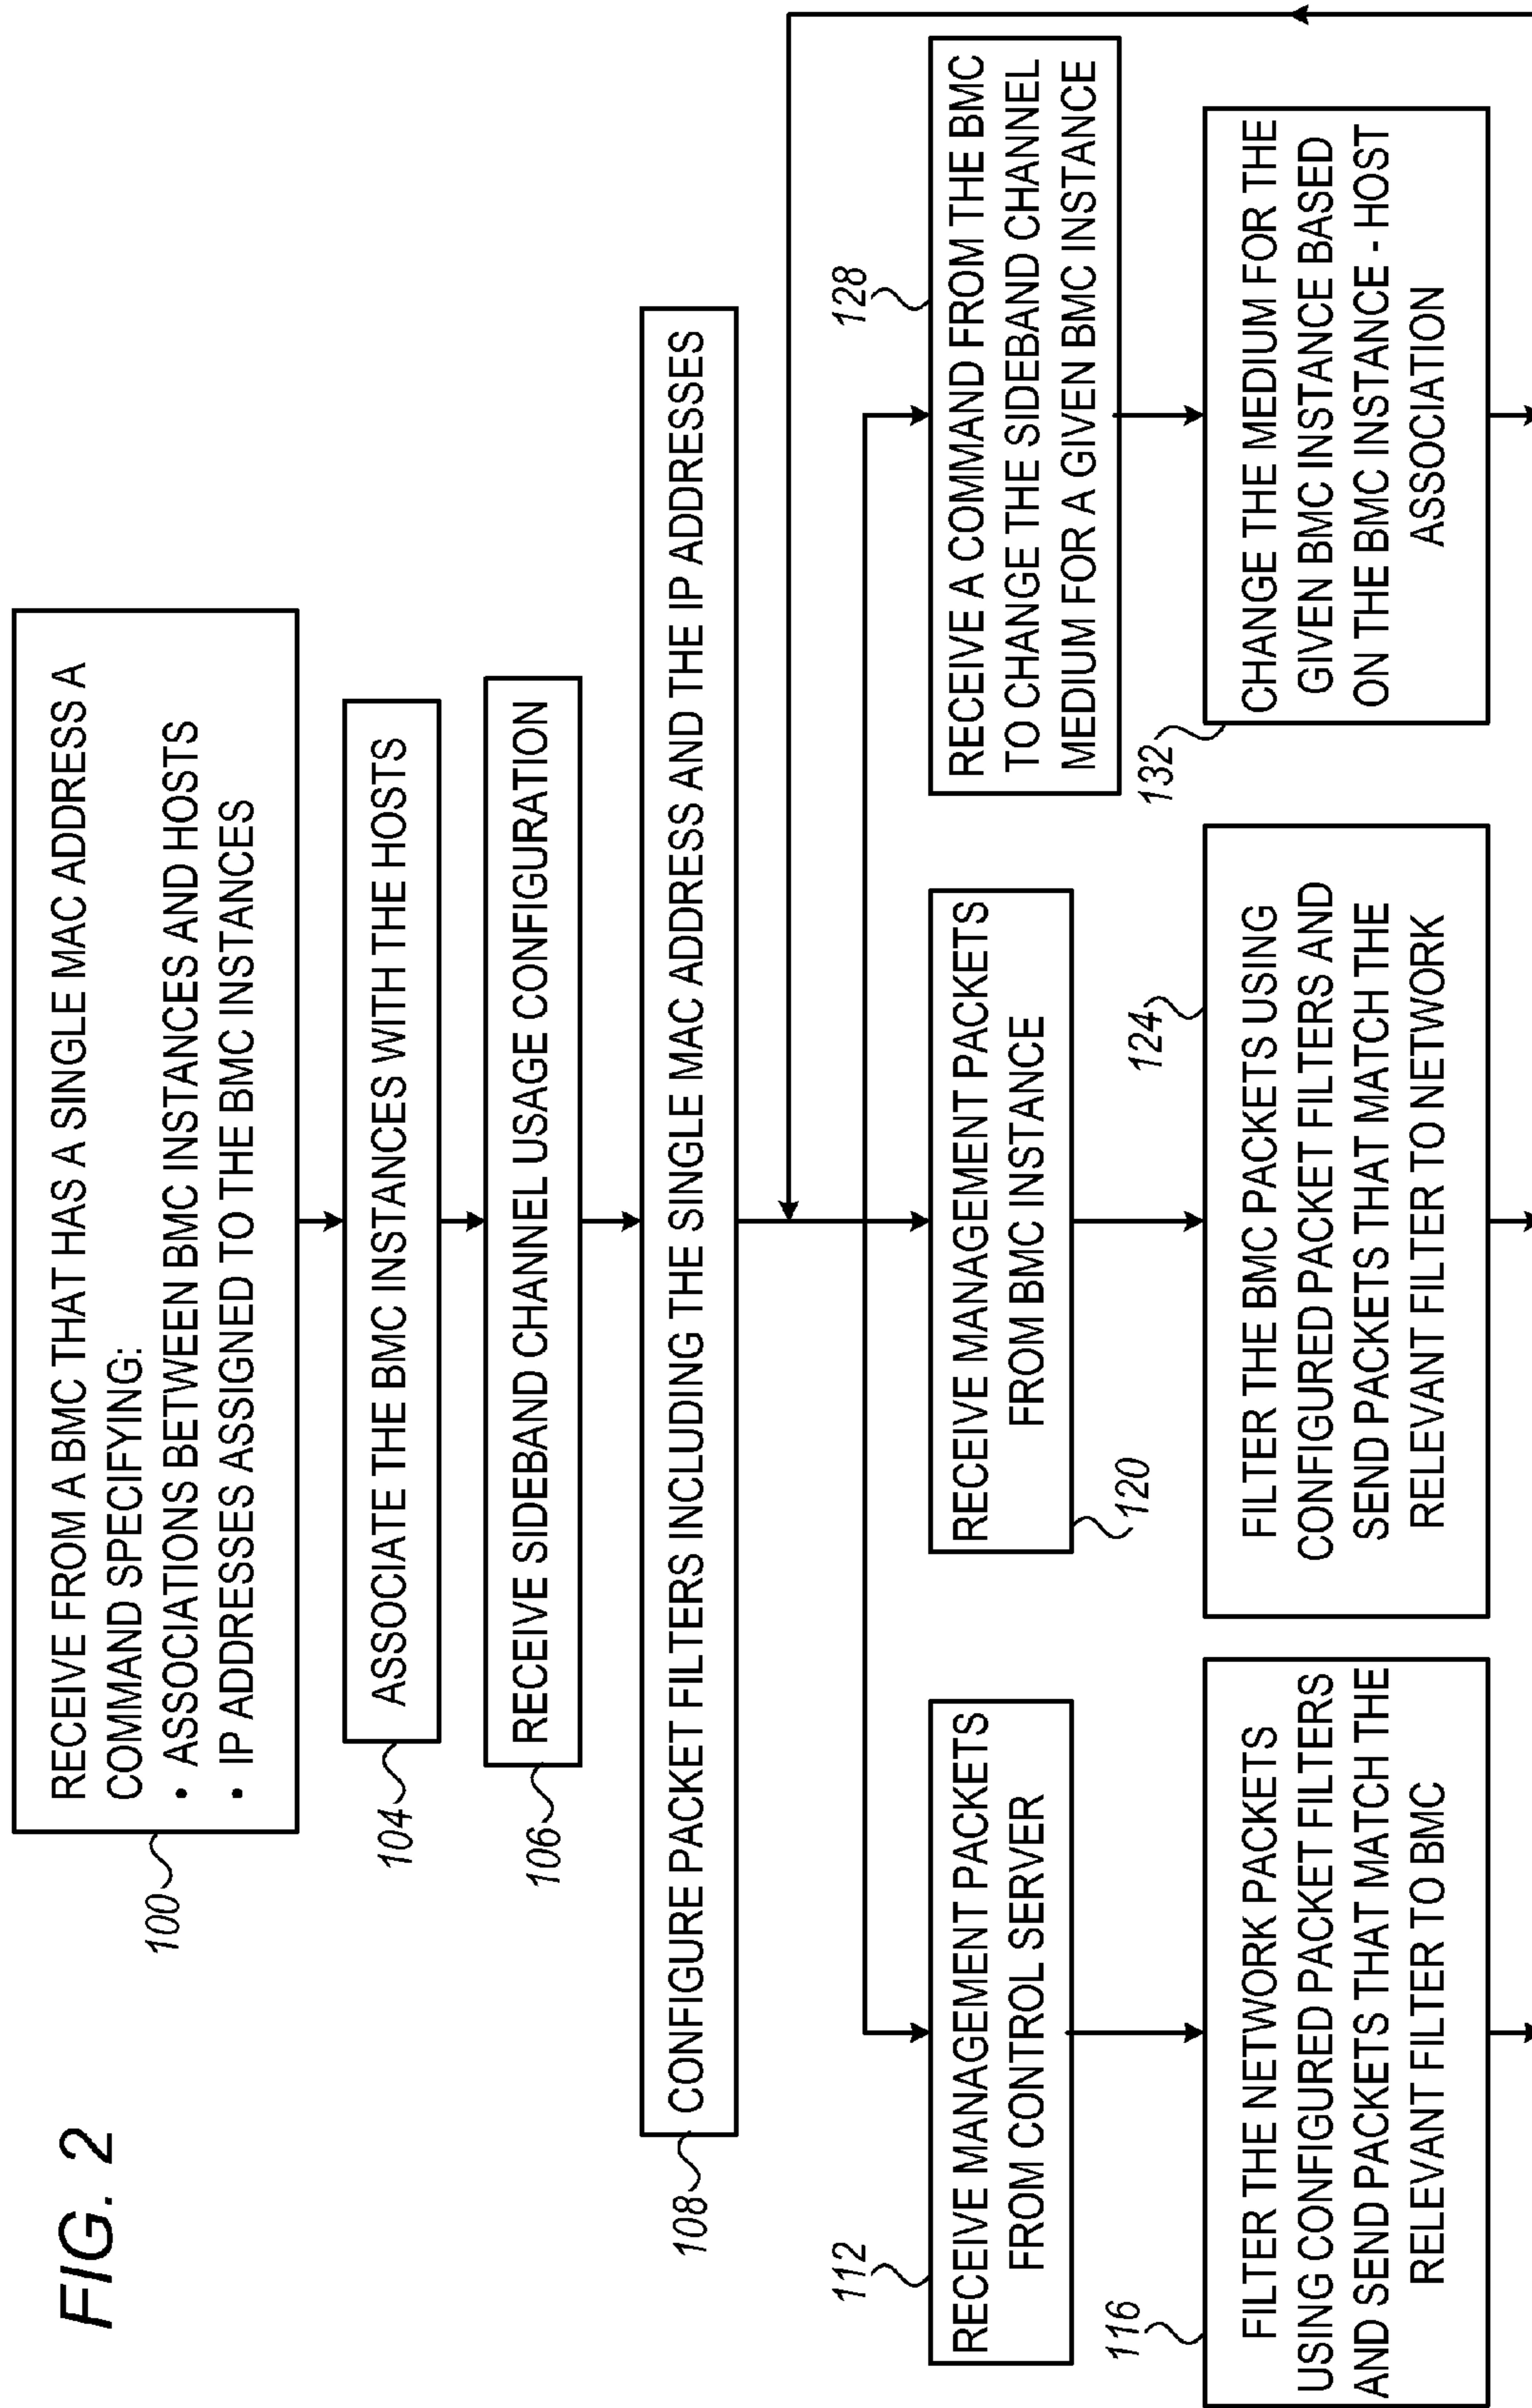 FIG. 2
RECEIVE FROM A BMC THAT HAS A SINGLE MAC ADDRESS A
COMMAND SPECIFYING:
• ASSOCIATIONS BETWEEN BMC INSTANCES AND HOSTS
• IP ADDRESSES ASSIGNED TO THE BMC INSTANCES
100
ASSOCIATE THE BMC INSTANCES WITH THE HOSTS
104
RECEIVE SIDEBAND CHANNEL USAGE CONFIGURATION
106
CONFIGURE PACKET FILTERS INCLUDING THE SINGLE MAC ADDRESS AND THE IP ADDRESSES
108
112
RECEIVE MANAGEMENT PACKETS
FROM CONTROL SERVER
116
FILTER THE NETWORK PACKETS
USING CONFIGURED PACKET FILTERS
AND SEND PACKETS THAT MATCH THE
RELEVANT FILTER TO BMC
RECEIVE MANAGEMENT PACKETS
FROM BMC INSTANCE
120
124
FILTER THE BMC PACKETS USING
CONFIGURED PACKET FILTERS AND
SEND PACKETS THAT MATCH THE
RELEVANT FILTER TO NETWORK
128
RECEIVE A COMMAND FROM THE BMC
TO CHANGE THE SIDEBAND CHANNEL
MEDIUM FOR A GIVEN BMC INSTANCE
132
CHANGE THE MEDIUM FOR THE
GIVEN BMC INSTANCE BASED
ON THE BMC INSTANCE - HOST
ASSOCIATION